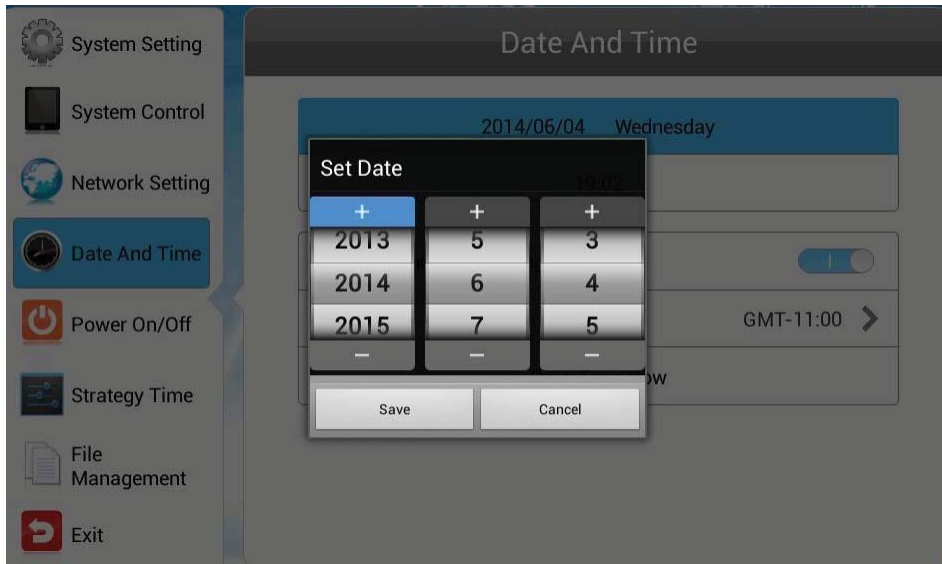 System Setting
System Control
Network Setting
Date And Time
Power On/Off
Strategy Time
File
Management
Exit
Date And Time
2014/06/04 Wednesday
19:02
GMT-11:00
Set Date
+ + +
2013 5 3
2014 6 4
2015 7 5
− − −
Save Cancel